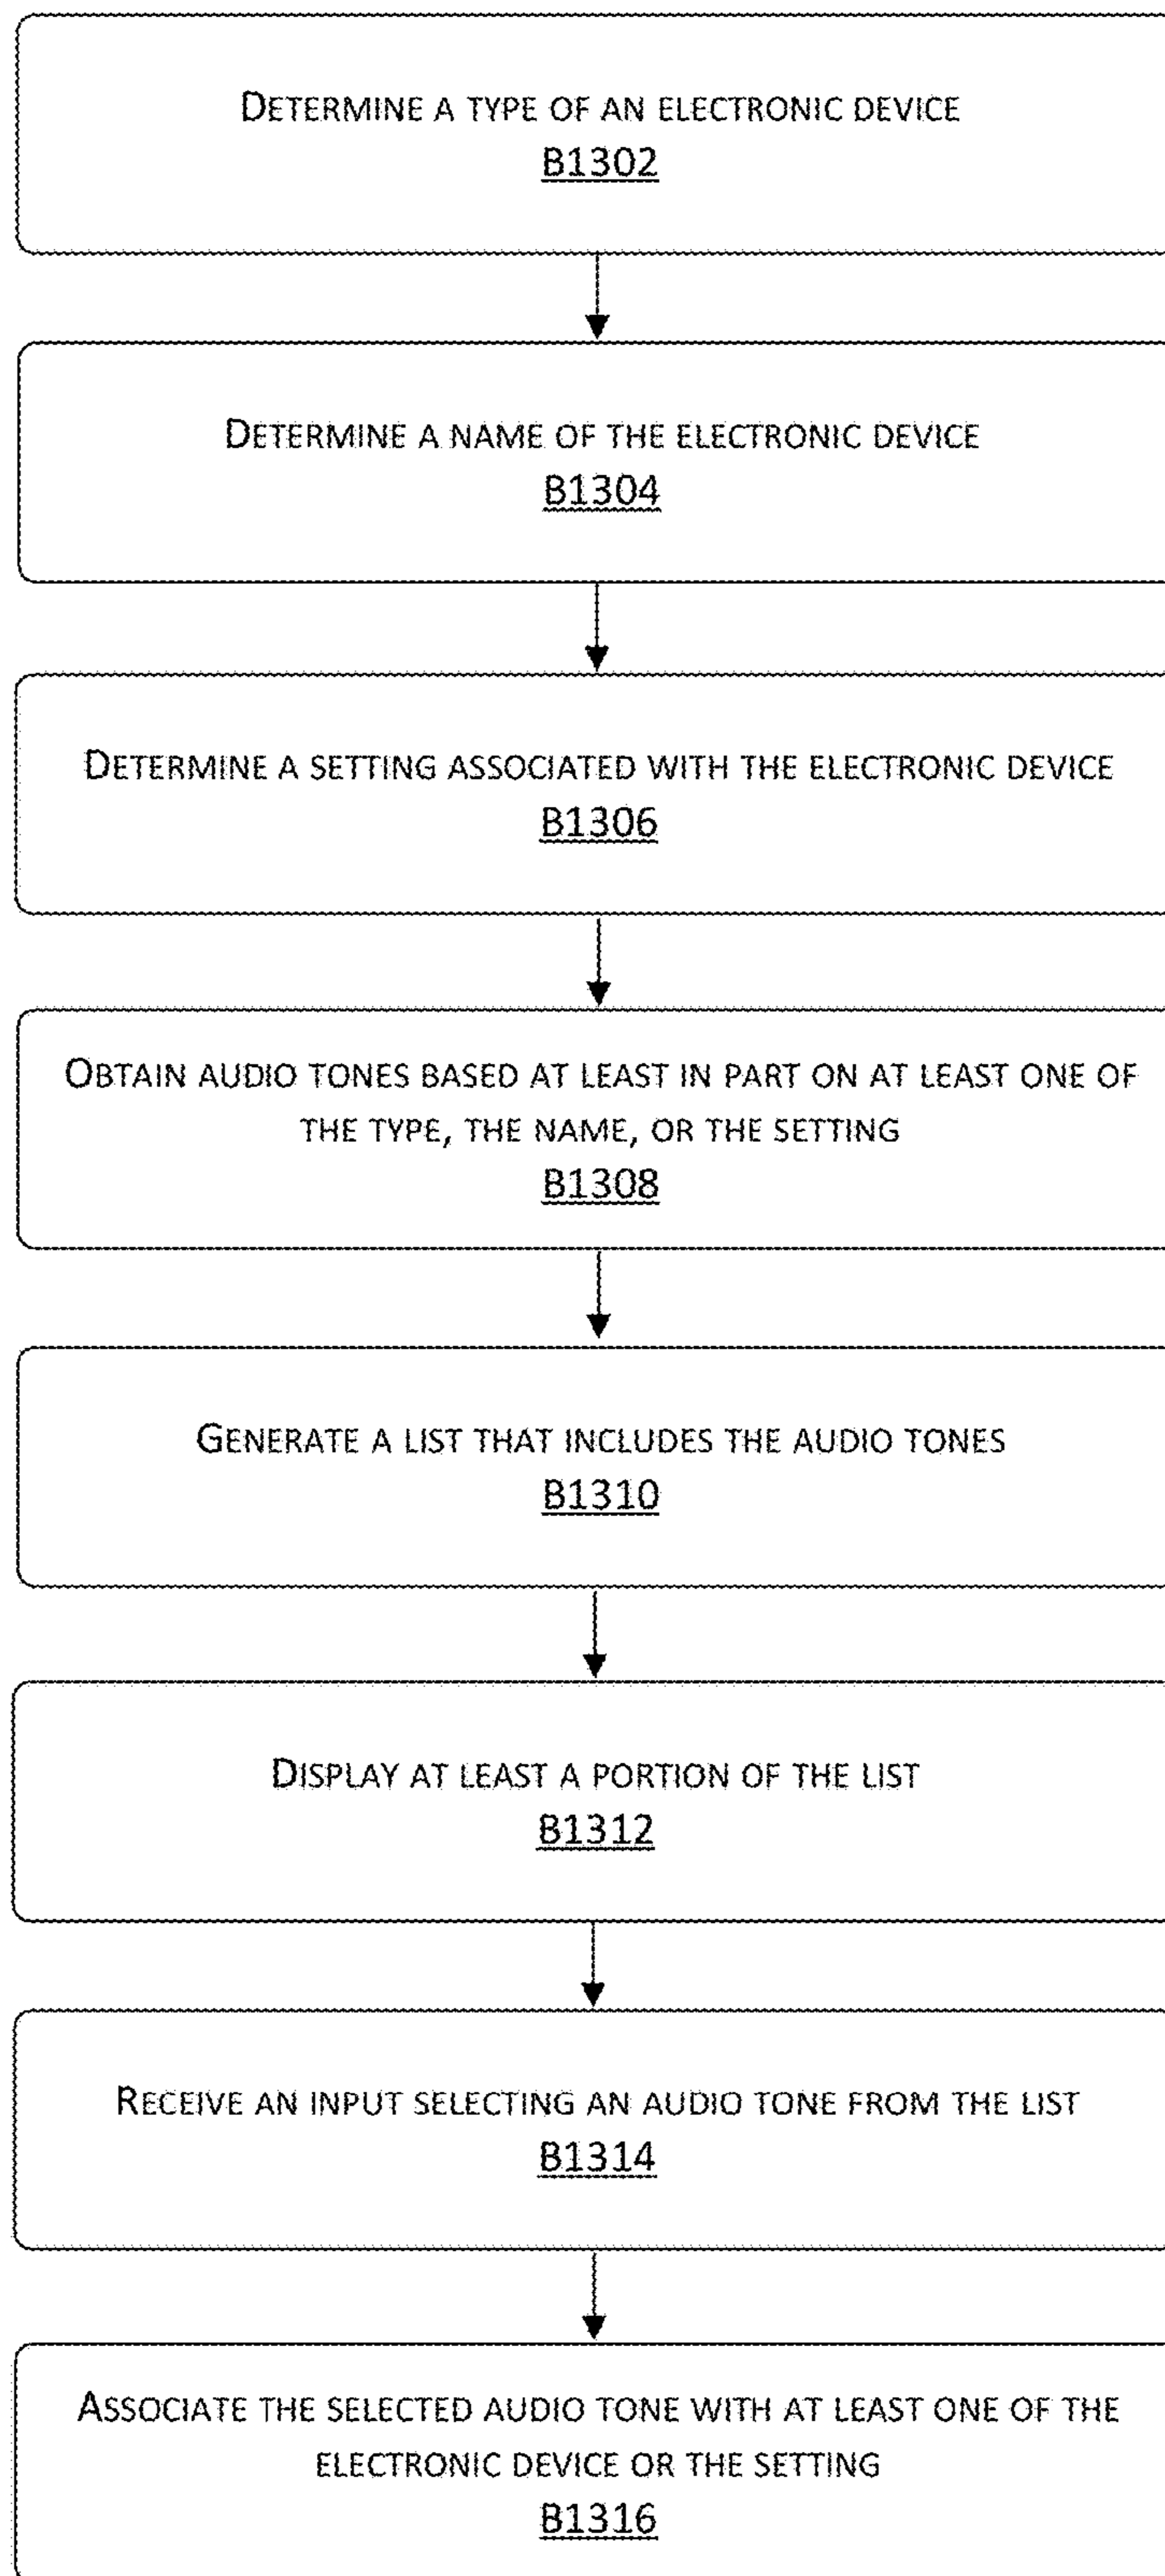 DETERMINE A TYPE OF AN ELECTRONIC DEVICE
B1302
DETERMINE A NAME OF THE ELECTRONIC DEVICE
B1304
DETERMINE A SETTING ASSOCIATED WITH THE ELECTRONIC DEVICE
B1306
OBTAIN AUDIO TONES BASED AT LEAST IN PART ON AT LEAST ONE OF
THE TYPE, THE NAME, OR THE SETTING
B1308
GENERATE A LIST THAT INCLUDES THE AUDIO TONES
B1310
DISPLAY AT LEAST A PORTION OF THE LIST
B1312
RECEIVE AN INPUT SELECTING AN AUDIO TONE FROM THE LIST
B1314
ASSOCIATE THE SELECTED AUDIO TONE WITH AT LEAST ONE OF THE
ELECTRONIC DEVICE OR THE SETTING
B1316